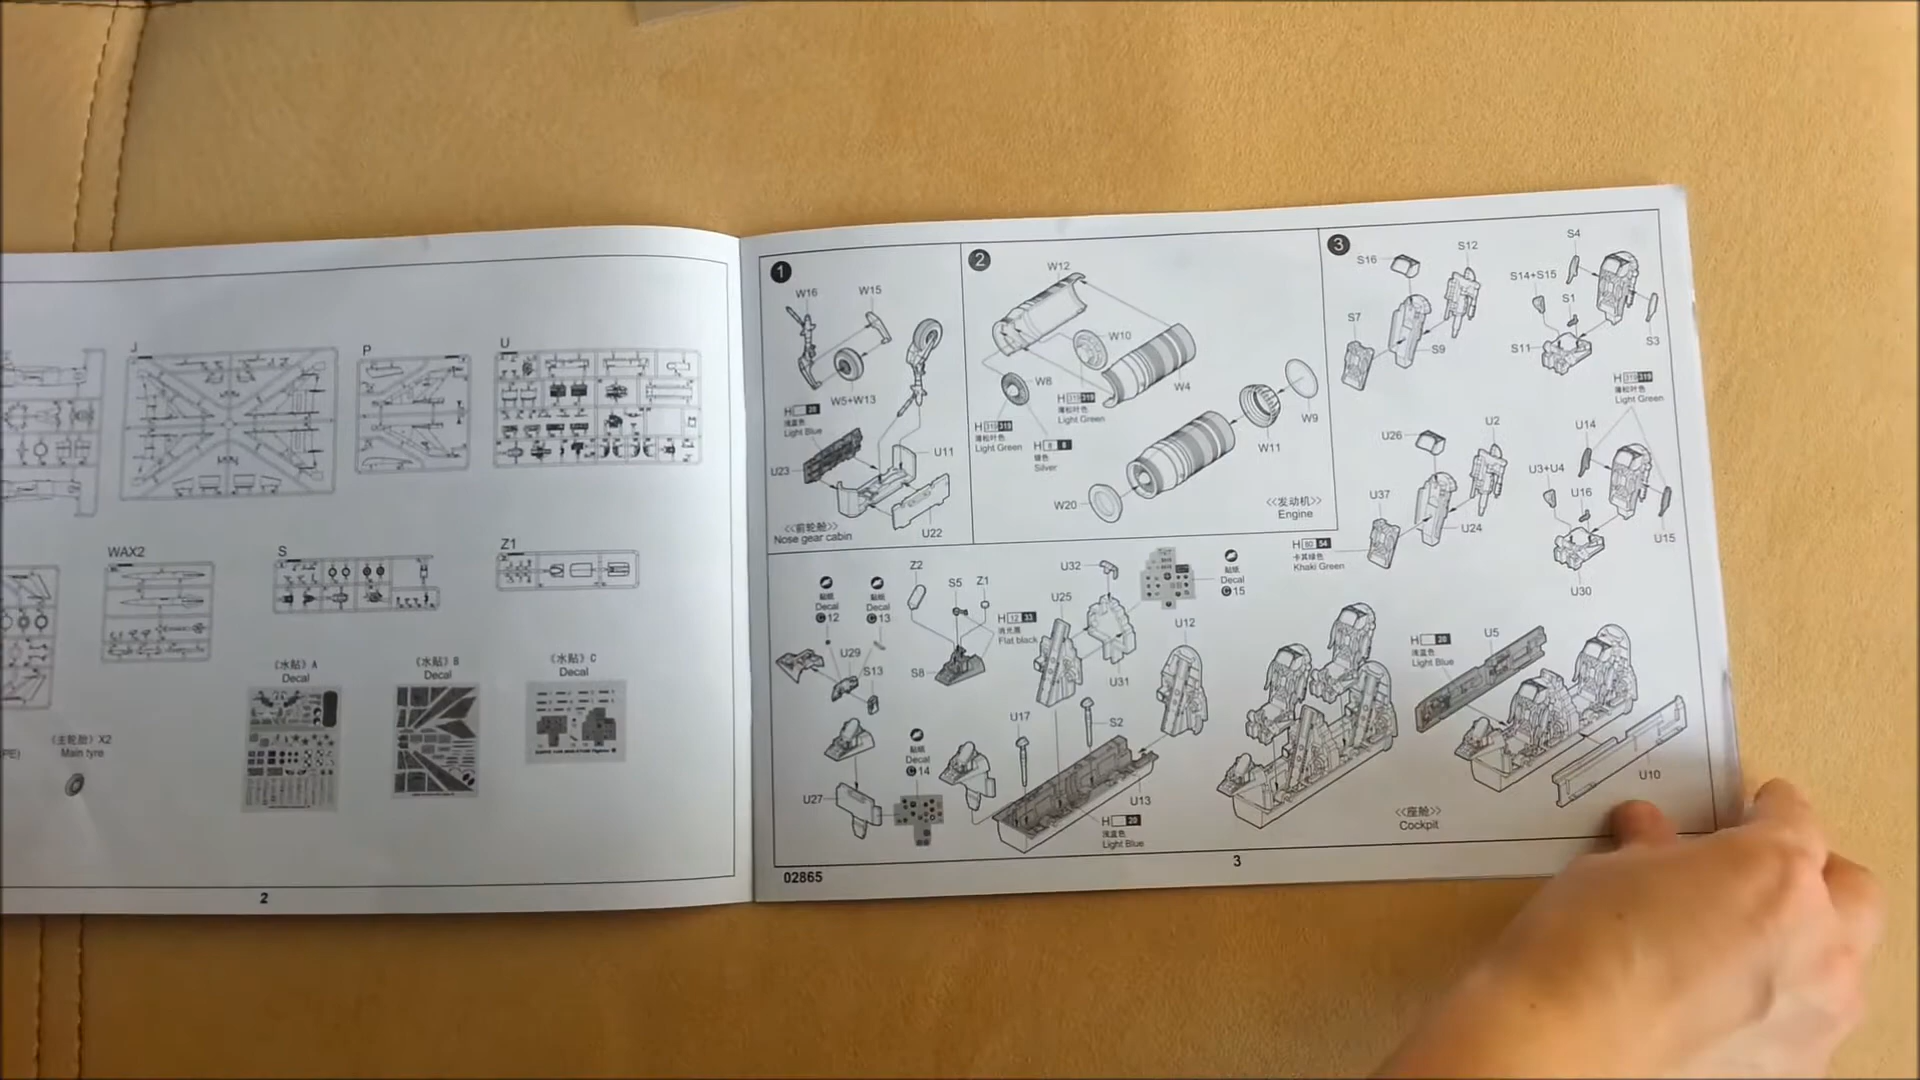 J
P
U
WAX2
S
Z1
《水贴》A
Decal
《水贴》B
Decal
《水贴》C
Decal
PE)
《主轮胎》X2
Main tyre
2
1
W16
W15
W5+W13
H 20
浅蓝色
Light Blue
U23
U11
U22
<<前轮舱>>
Nose gear cabin
2
W12
W10
W8
W4
H 319 319
薄松叶色
Light Green
H 319 319
薄松叶色
Light Green
H 8 8
银色
Silver
W9
W11
W20
<<发动机>>
Engine
3
S16
S12
S7
S9
S4
S14+S15
S1
S11
S3
H 319 319
薄松叶色
Light Green
U26
U2
U37
U24
U14
U3+U4
U16
U15
U30
H 80 54
卡其绿色
Khaki Green
贴纸
Decal
C 12
贴纸
Decal
C 13
U29
S13
Z2
S5
Z1
S8
H 12 33
消光黑
Flat black
U32
U25
U31
贴纸
Decal
C 15
U12
U17
S2
贴纸
Decal
C 14
U27
U13
H 20
浅蓝色
Light Blue
H 20
浅蓝色
Light Blue
U5
U10
<<座舱>>
Cockpit
02865
3